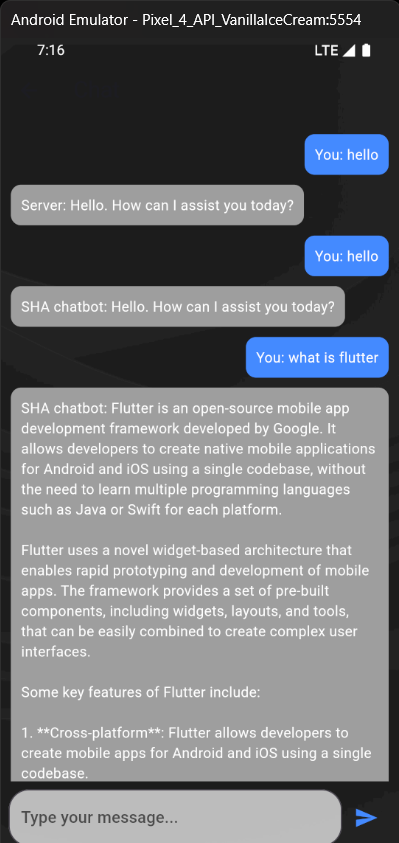 Android Emulator - Pixel_4_API_VanillaIceCream:5554
7:16
LTE
You: hello
Server: Hello. How can I assist you today?
You: hello
SHA chatbot: Hello. How can I assist you today?
You: what is flutter
SHA chatbot: Flutter is an open-source mobile app
development framework developed by Google. It
allows developers to create native mobile applications
for Android and iOS using a single codebase, without
the need to learn multiple programming languages
such as Java or Swift for each platform.
Flutter uses a novel widget-based architecture that
enables rapid prototyping and development of mobile
apps. The framework provides a set of pre-built
components, including widgets, layouts, and tools,
that can be easily combined to create complex user
interfaces.
Some key features of Flutter include:
1. **Cross-platform**: Flutter allows developers to
create mobile apps for Android and iOS using a single
codebase.
Type your message...